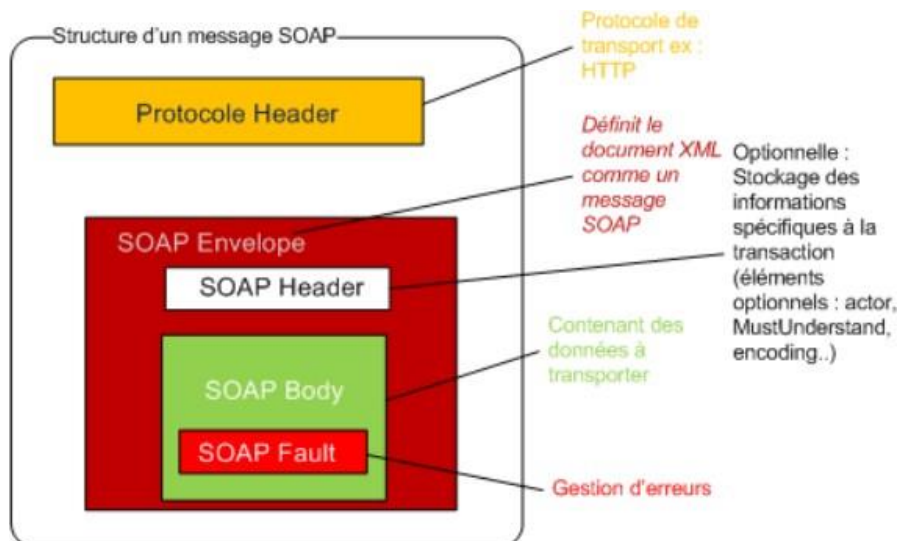 Structure d'un message SOAP
Protocole Header
SOAP Envelope
SOAP Header
SOAP Body
SOAP Fault
Protocole de
transport ex :
HTTP
Définit le
document XML
comme un
message
SOAP
Optionnelle :
Stockage des
informations
spécifiques à la
transaction
(éléments
optionnels : actor,
MustUnderstand,
encoding..)
Contenant des
données à
transporter
Gestion d'erreurs